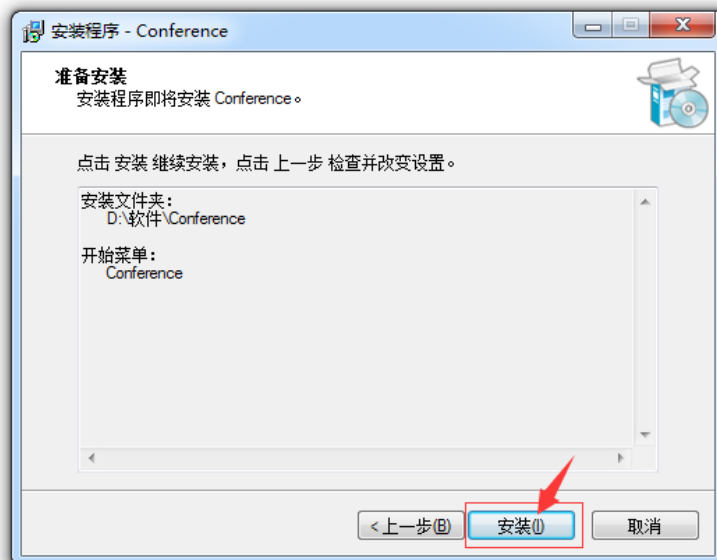 安装程序 - Conference
准备安装
安装程序即将安装 Conference。
点击 安装 继续安装，点击 上一步 检查并改变设置。
安装文件夹：
D:\软件\Conference
开始菜单：
Conference
<上一步(B) 安装(I) 取消